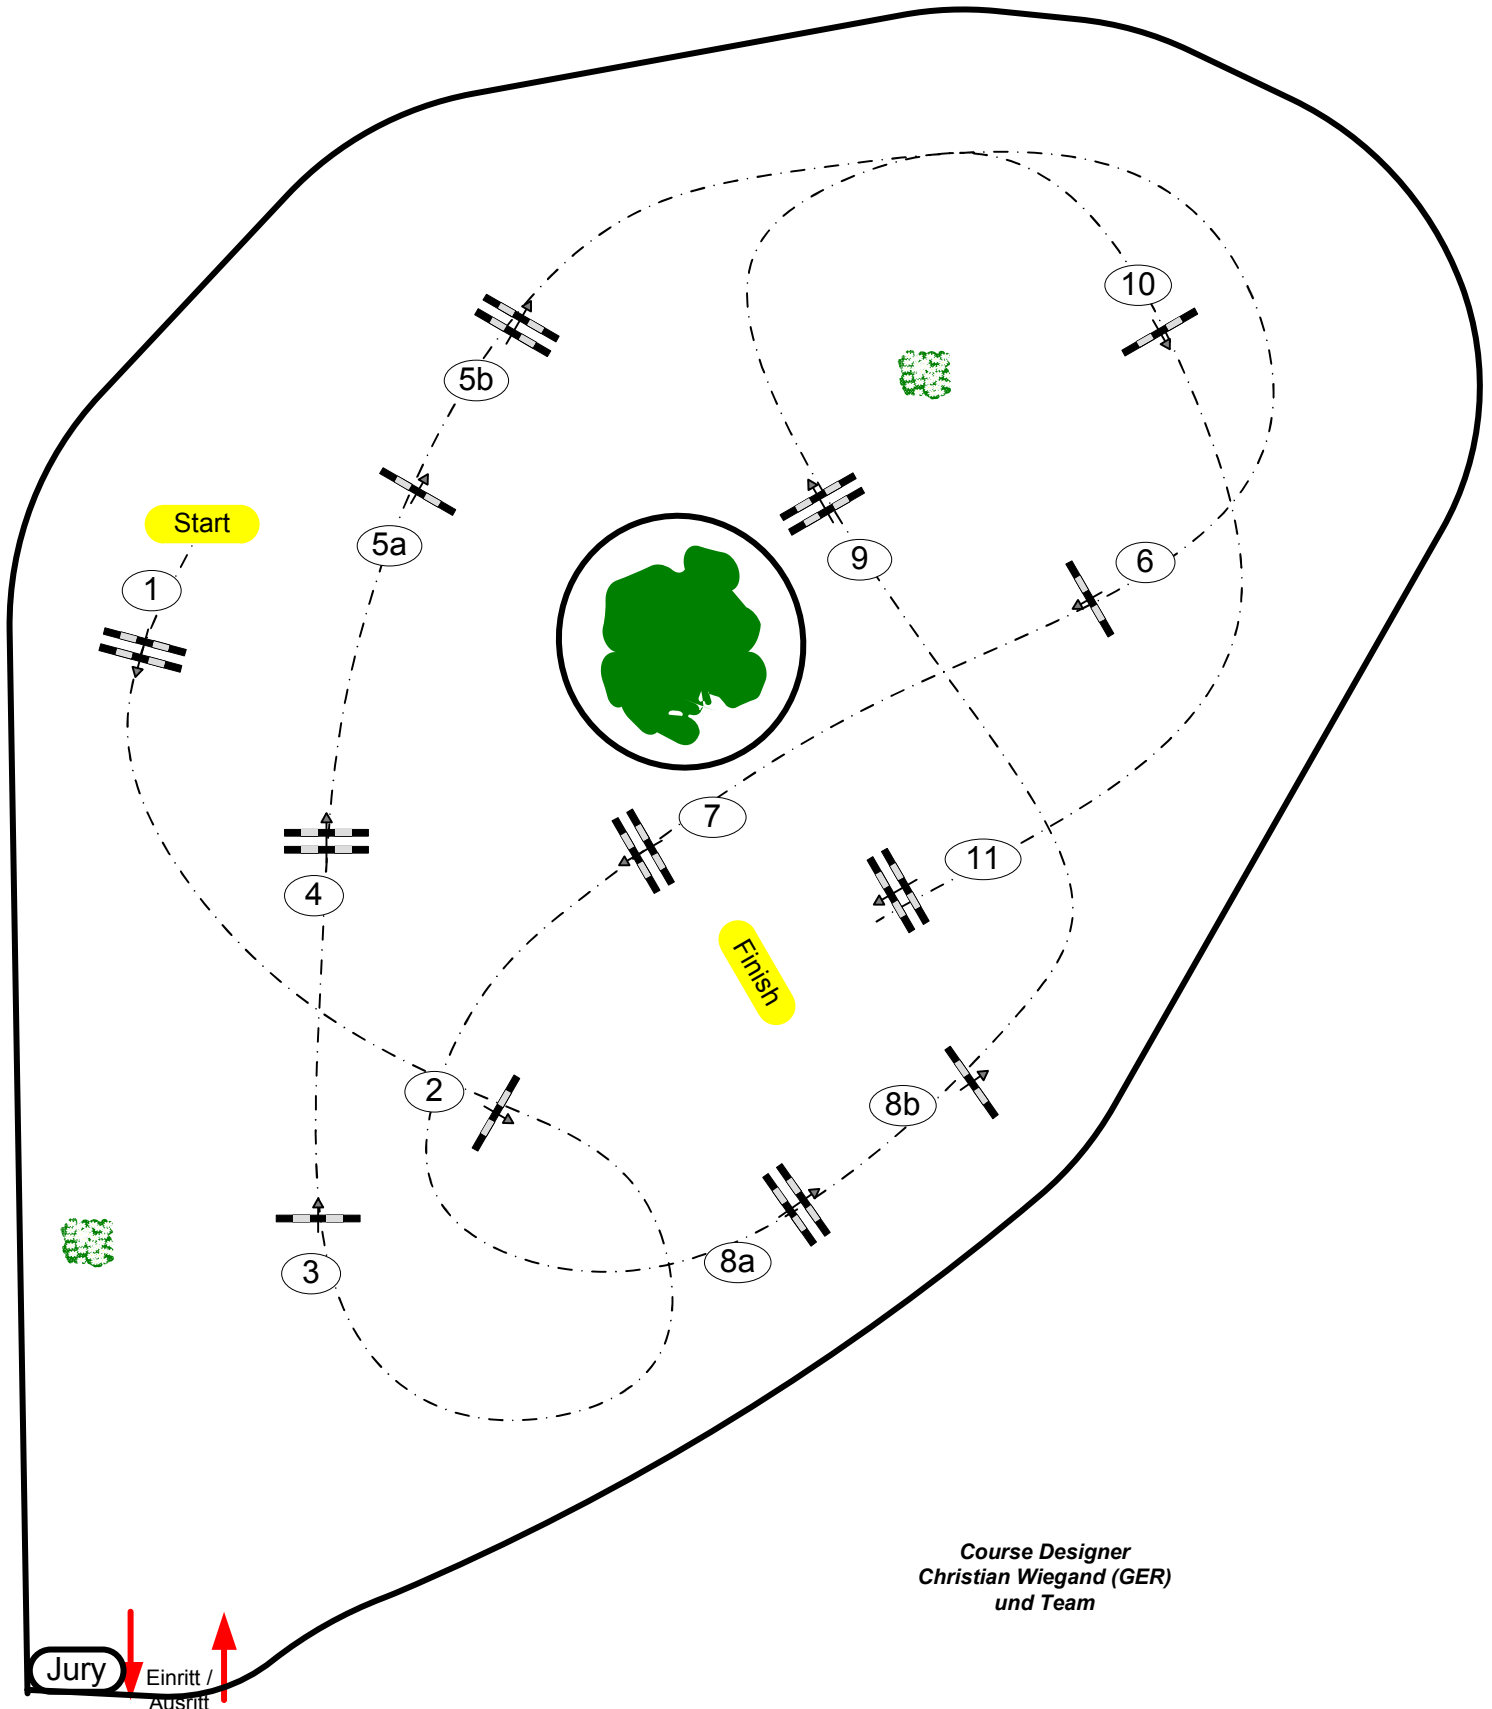 10
5b
Start
5a
9
6
1
7
11
4
Finish
2
8b
8a
3
Course Designer
Christian Wiegand (GER)
und Team
Jury
Einritt /
Ausritt